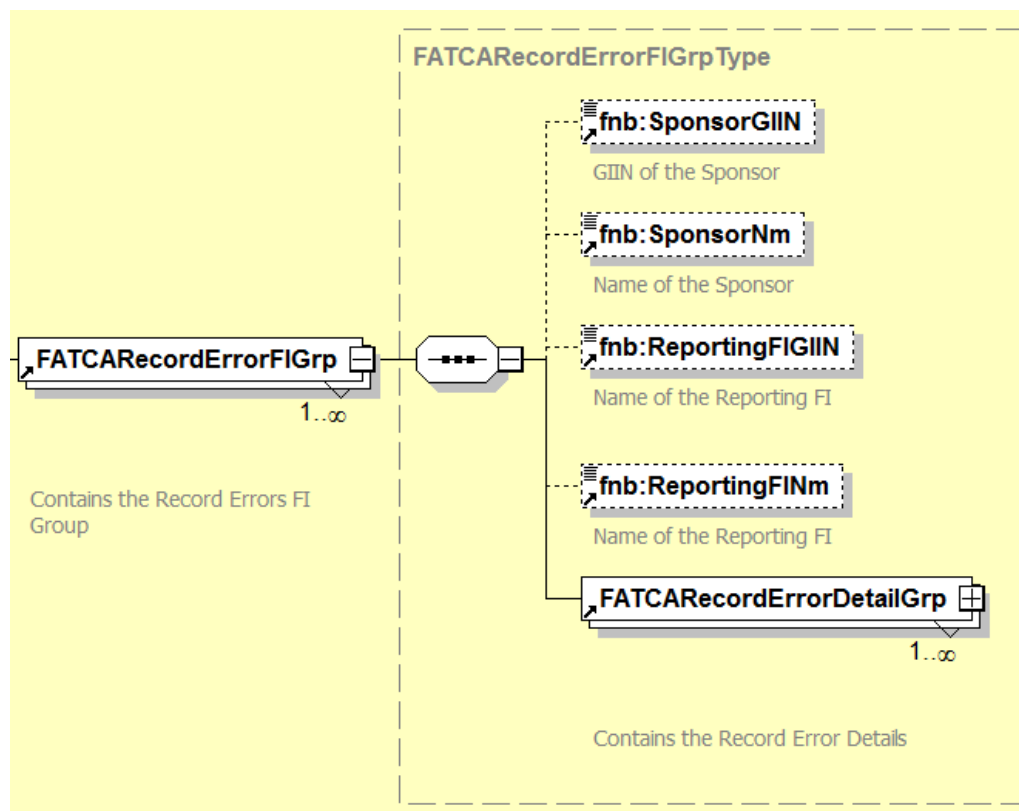 FATCARecordErrorFIGrpType
fnb:SponsorGIIN
GIIN of the Sponsor
fnb:SponsorNm
Name of the Sponsor
FATCARecordErrorFIGrp
1..∞
Contains the Record Errors FI
Group
fnb:ReportingFIGIIN
Name of the Reporting FI
fnb:ReportingFINm
Name of the Reporting FI
FATCARecordErrorDetailGrp
1..∞
Contains the Record Error Details